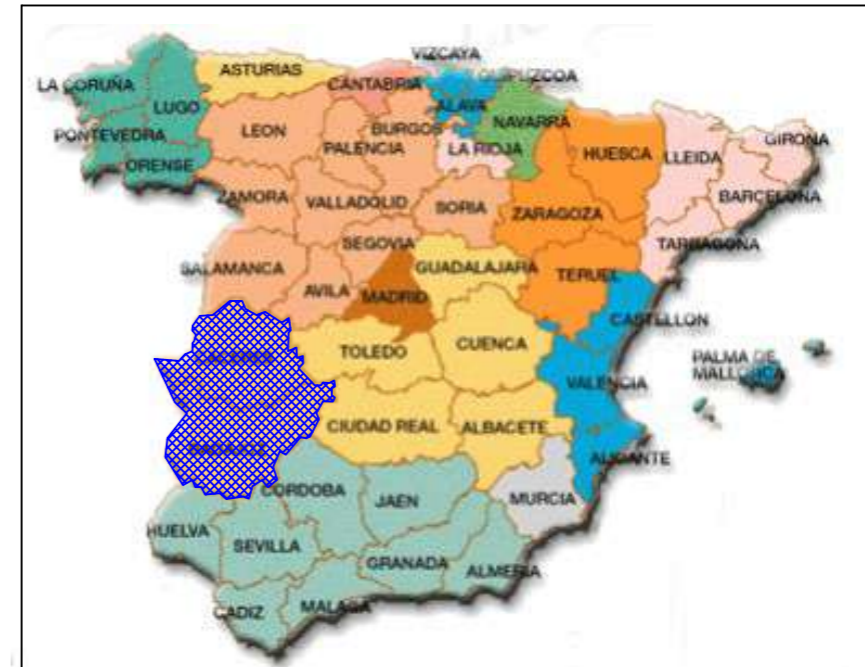 VIZCAYA
ASTURIAS
CANTABRIA
GUIPUZCOA
LA CORUÑA
LUGO
ALAVA
NAVARRA
LEON
BURGOS
PONTEVEDRA
PALENCIA
LA RIOJA
HUESCA
LLEIDA
GIRONA
ORENSE
ZAMORA
VALLADOLID
SORIA
ZARAGOZA
BARCELONA
SEGOVIA
TARRAGONA
SALAMANCA
GUADALAJARA
TERUEL
AVILA
MADRID
CASTELLON
TOLEDO
CUENCA
PALMA DE
MALLORCA
VALENCIA
CIUDAD REAL
ALBACETE
ALICANTE
CORDOBA
JAEN
MURCIA
HUELVA
SEVILLA
GRANADA
ALMERIA
CADIZ
MALAGA